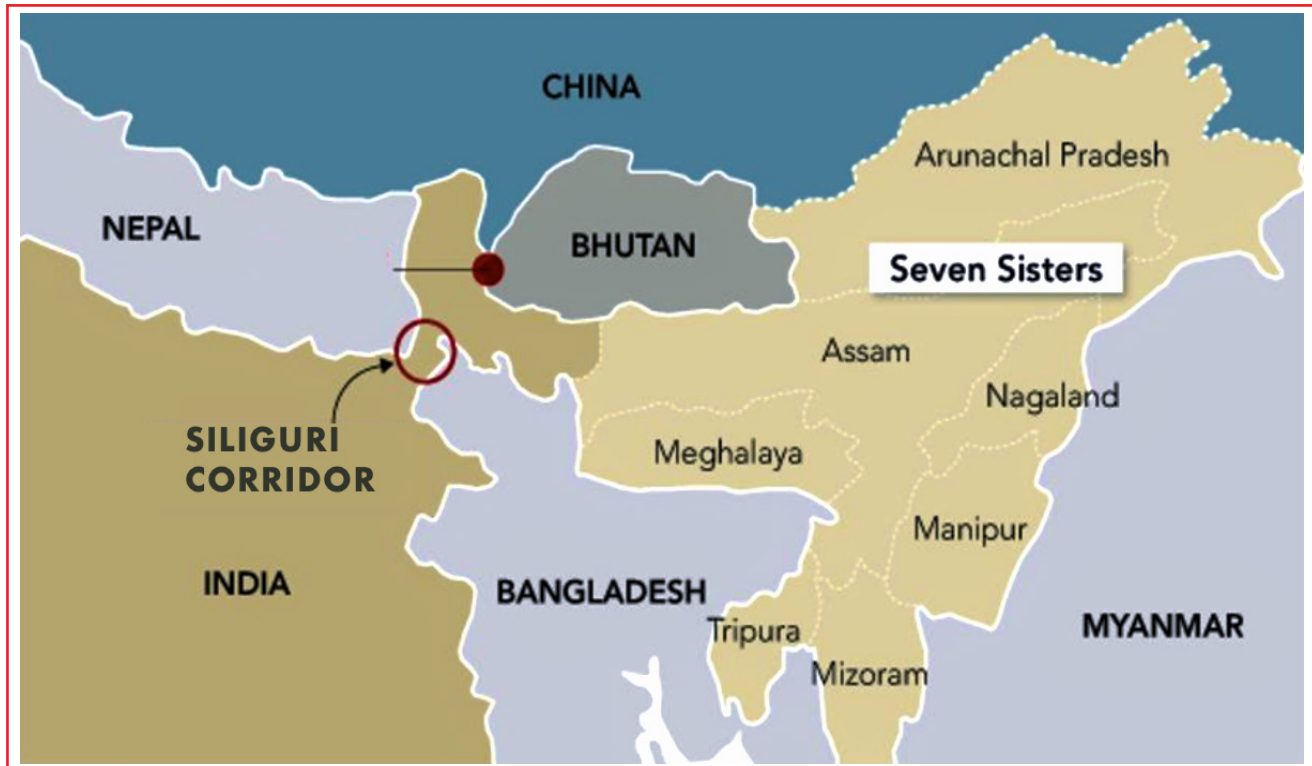 CHINA
Arunachal Pradesh
NEPAL
BHUTAN
Seven Sisters
Assam
Nagaland
SILIGURI
CORRIDOR
Meghalaya
Manipur
INDIA
BANGLADESH
Tripura
MYANMAR
Mizoram